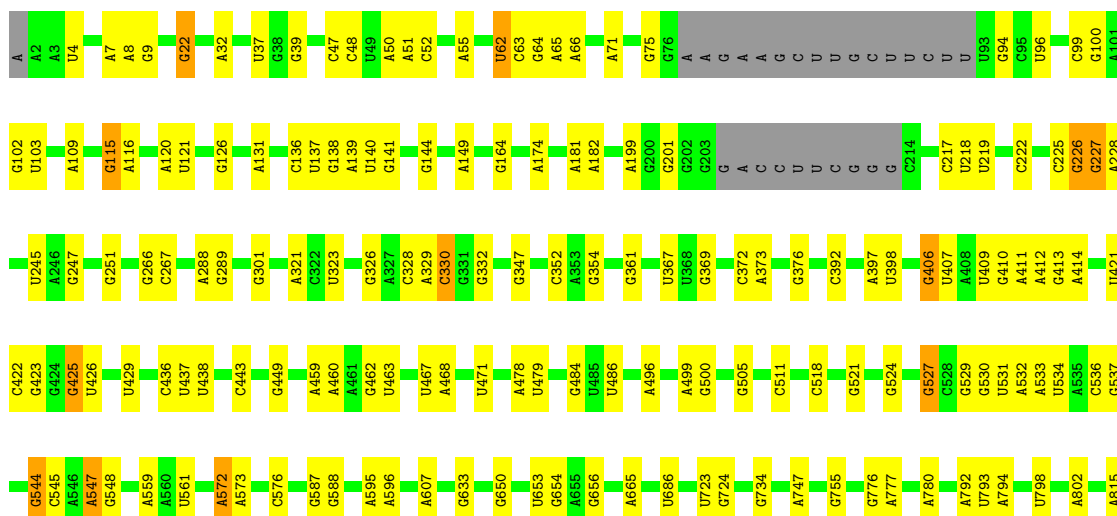 A A2 A3 U4 A7 A8 G9 G22 A32 U37 G38 G39 C47 C48 U49 A50 A51 C52 A55 U62 C63 G64 A65 A66 A71 G75 G76 A A G A G C U U G C U U C U U U93 G94 C95 U96 C99 G100 A101
G102 U103 A109 G115 A116 A120 U121 G126 A131 C136 U137 G138 A139 U140 G141 G144 A149 G164 A174 A181 A182 A199 G200 G201 G202 G203 G A C C U U C G G G C214 C217 U218 U219 C222 C225 G226 G227 A228
U245 A246 G247 G251 G266 C267 A288 G289 G301 A321 C322 U323 G326 A327 C328 A329 C330 G331 G332 G347 C352 A353 G354 G361 U367 U368 G369 C372 A373 G376 C392 A397 U398 G406 U407 A408 U409 G410 A411 A412 G413 A414 U421
C422 G423 G424 G425 U426 U429 C436 U437 U438 C443 G449 A459 A460 A461 G462 U463 U467 A468 U471 A478 U479 G484 U485 U486 A496 A499 G500 G505 C511 C518 G521 G524 G527 C528 G529 G530 U531 A532 A533 U534 A535 C536 G537
G544 C545 A546 A547 G548 A559 A560 U561 A572 A573 C576 G587 G588 A595 A596 A607 G633 G650 U653 G654 A655 G656 A665 U686 U723 G724 G734 A747 G755 G776 A777 A780 A792 U793 A794 U798 A802 A815